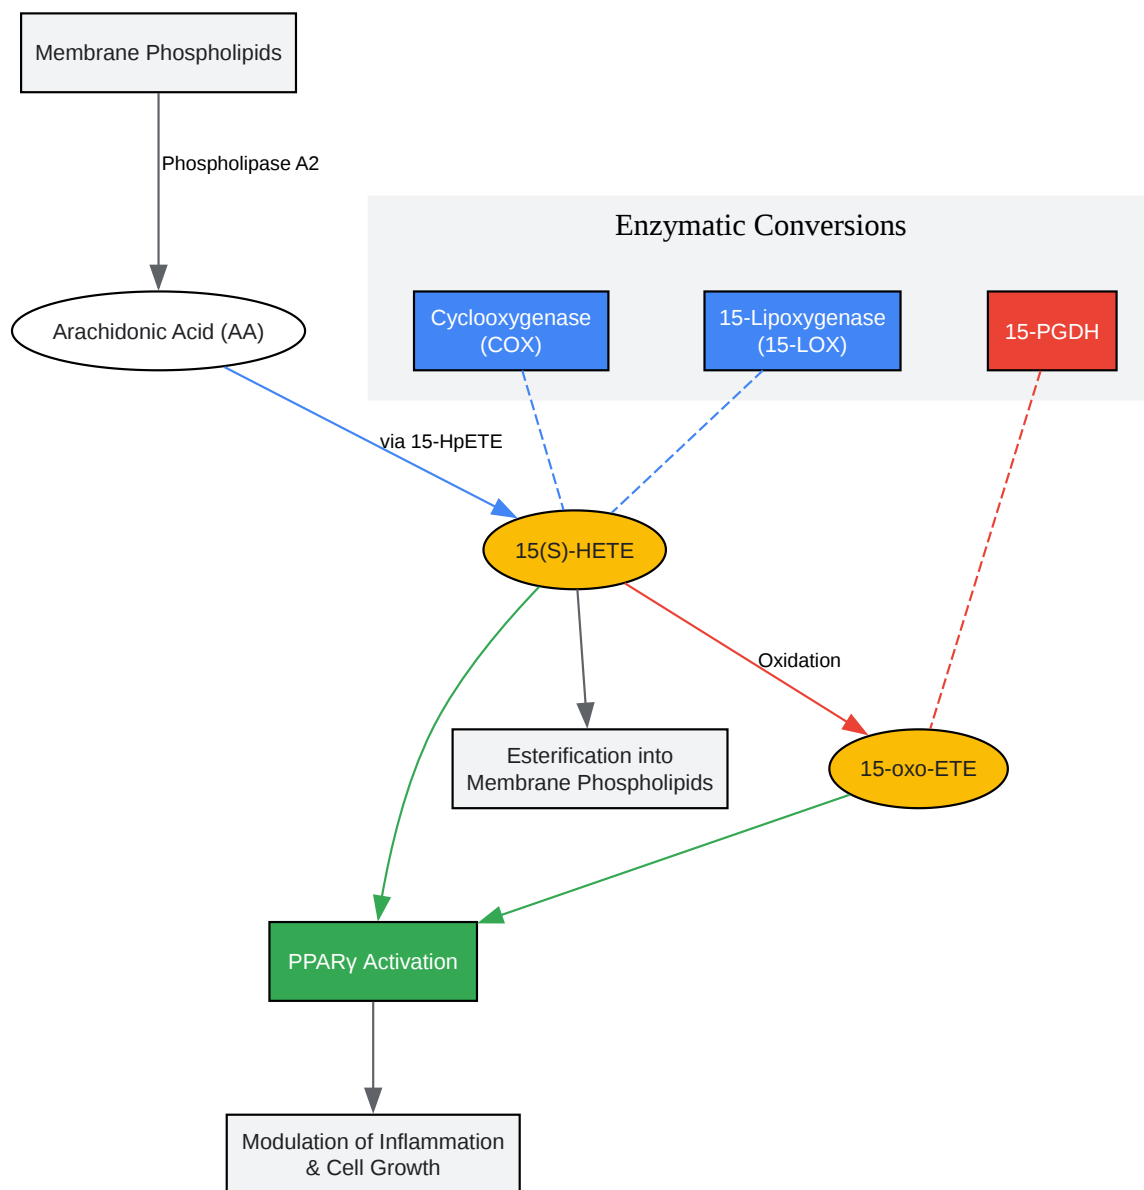 Membrane Phospholipids
Phospholipase A2
Enzymatic Conversions
Arachidonic Acid (AA)
Cyclooxygenase
(COX)
15-Lipoxygenase
(15-LOX)
15-PGDH
via 15-HpETE
15(S)-HETE
Oxidation
Esterification into
Membrane Phospholipids
15-oxo-ETE
PPARγ Activation
Modulation of Inflammation
& Cell Growth